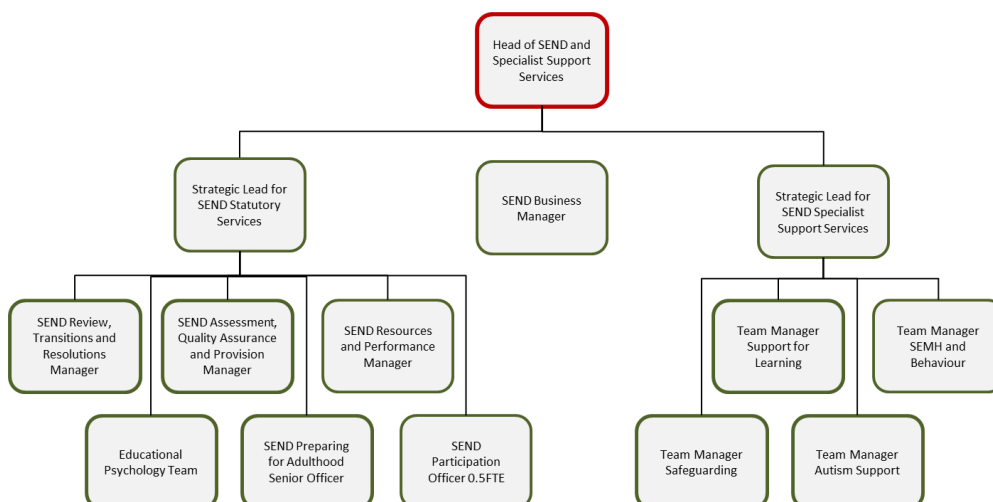 Head of SEND and
Specialist Support
Services
Strategic Lead for
SEND Statutory
Services
SEND Business
Manager
Strategic Lead for
SEND Specialist
Support Services
SEND Review,
Transitions and
Resolutions
Manager
SEND Assessment,
Quality Assurance
and Provision
Manager
SEND Resources
and Performance
Manager
Team Manager
Support for
Learning
Team Manager
SEMH and
Behaviour
Educational
Psychology Team
SEND Preparing
for Adulthood
Senior Officer
SEND
Participation
Officer 0.5FTE
Team Manager
Safeguarding
Team Manager
Autism Support